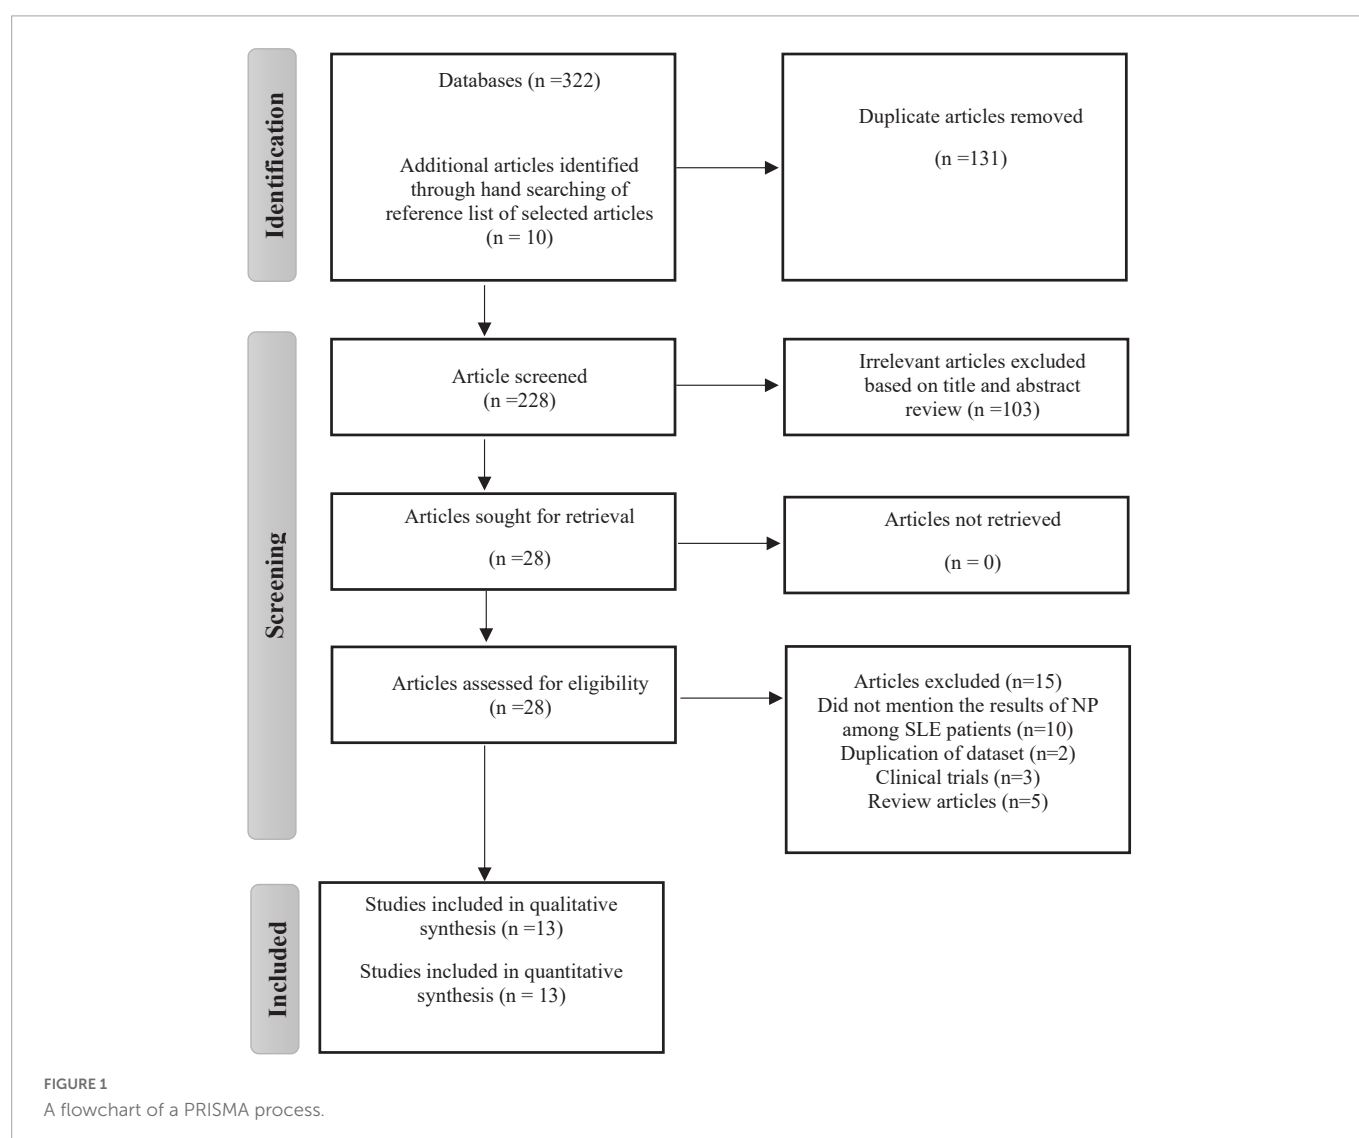 Identification
Databases (n =322)
Additional articles identified
through hand searching of
reference list of selected articles
(n = 10)
Duplicate articles removed
(n =131)
Screening
Article screened
(n =228)
Irrelevant articles excluded
based on title and abstract
review (n =103)
Articles sought for retrieval
(n =28)
Articles not retrieved
(n = 0)
Articles assessed for eligibility
(n =28)
Articles excluded (n=15)
Did not mention the results of NP
among SLE patients (n=10)
Duplication of dataset (n=2)
Clinical trials (n=3)
Review articles (n=5)
Included
Studies included in qualitative
synthesis (n =13)
Studies included in quantitative
synthesis (n = 13)
FIGURE 1
A flowchart of a PRISMA process.